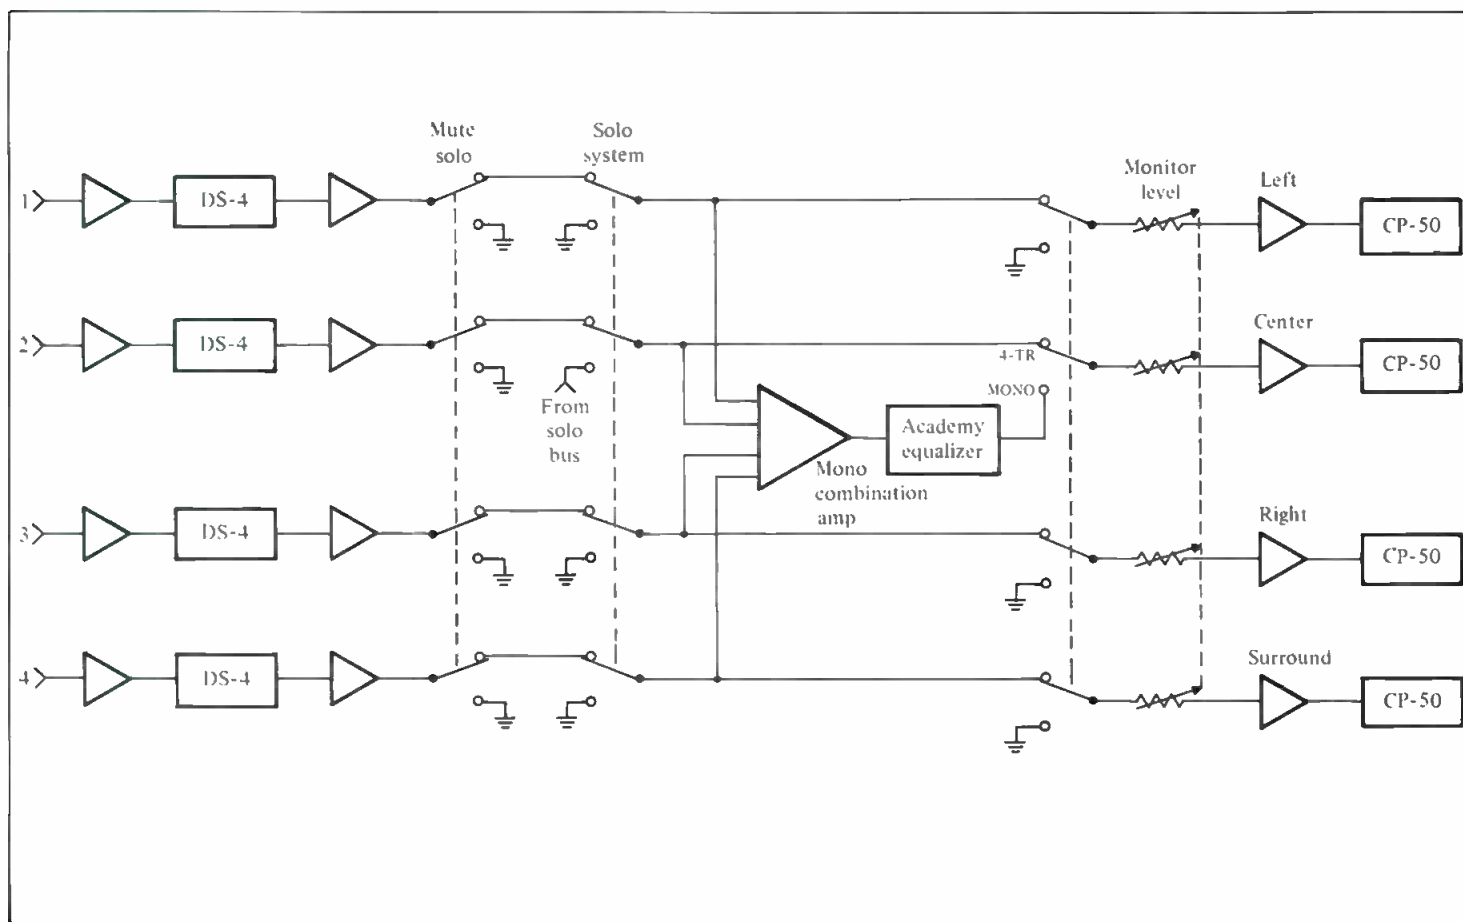 Mute
solo
Solo
system
Monitor
level
Left
1
DS-4
CP-50
Center
2
DS-4
4-TR
CP-50
MONO
From
solo
bus
Academy
equalizer
Mono
combination
amp
Right
3
DS-4
CP-50
Surround
4
DS-4
CP-50